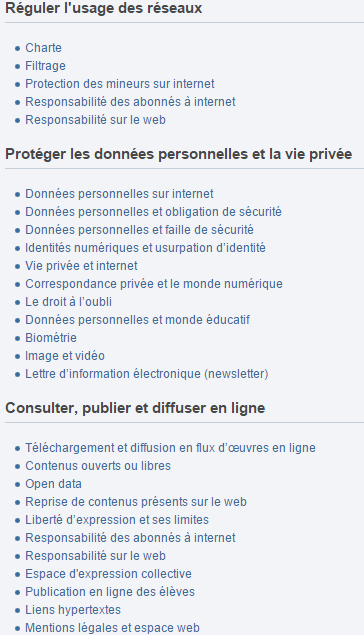 Réguler l'usage des réseaux
Charte
Filtrage
Protection des mineurs sur internet
Responsabilité des abonnés à internet
Responsabilité sur le web
Protéger les données personnelles et la vie privée
Données personnelles sur internet
Données personnelles et obligation de sécurité
Données personnelles et faille de sécurité
Identités numériques et usurpation d'identité
Vie privée et internet
Correspondance privée et le monde numérique
Le droit à l'oubli
Données personnelles et monde éducatif
Biométrie
Image et vidéo
Lettre d'information électronique (newsletter)
Consulter, publier et diffuser en ligne
Téléchargement et diffusion en flux d'œuvres en ligne
Contenus ouverts ou libres
Open data
Reprise de contenus présents sur le web
Liberté d'expression et ses limites
Responsabilité des abonnés à internet
Responsabilité sur le web
Espace d'expression collective
Publication en ligne des élèves
Liens hypertextes
Mentions légales et espace web